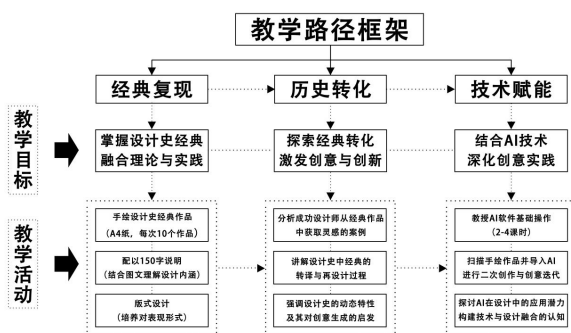 教学路径框架
经典复现
历史转化
技术赋能
教学目标
掌握设计史经典
融合理论与实践
探索经典转化
激发创意与创新
结合AI技术
深化创意实践
教学活动
手绘设计史经典作品
(A4纸，每次10个作品)
配以150字说明
(结合图文理解设计内涵)
版式设计
(培养对表现形式)
分析成功设计师从经典作品
中获取灵感的案例
讲解设计史中经典的
转译与再设计过程
强调设计史的动态特性
及其对创意生成的启发
教授AI软件基础操作
(2-4课时)
扫描手绘作品并导入AI
进行二次创作与创意迭代
探讨AI在设计中的应用潜力
构建技术与设计融合的认知